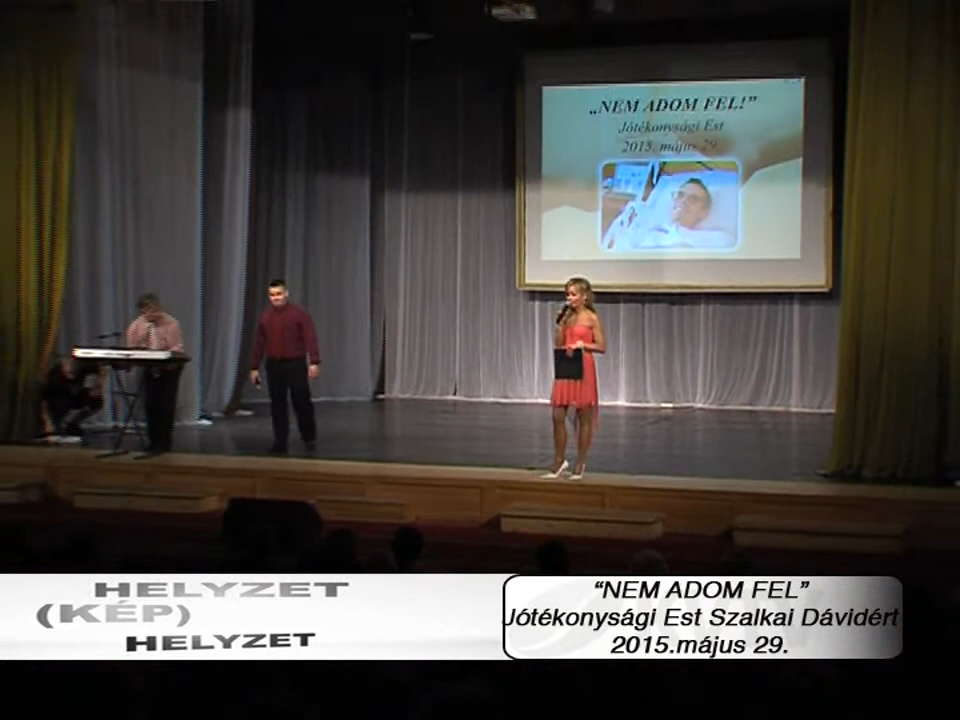 „NEM ADOM FEL!”
Jótékonysági Est
2015. május 29.
HELYZET
(KÉP)
HELYZET
“NEM ADOM FEL”
Jótékonysági Est Szalkai Dávidért
2015.május 29.